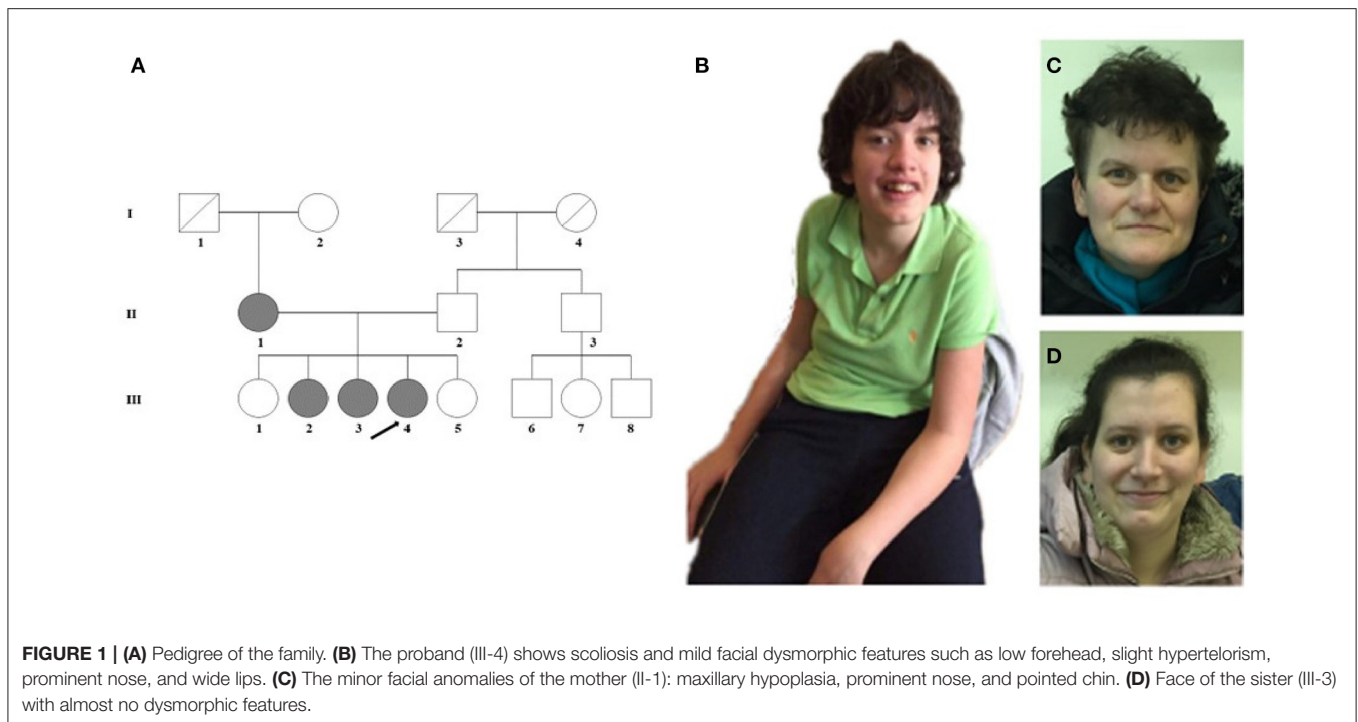 A
B
C
I
1
2
3
4
II
1
2
3
D
III
1
2
3
4
5
6
7
8
FIGURE 1 | (A) Pedigree of the family. (B) The proband (III-4) shows scoliosis and mild facial dysmorphic features such as low forehead, slight hypertelorism,
prominent nose, and wide lips. (C) The minor facial anomalies of the mother (II-1): maxillary hypoplasia, prominent nose, and pointed chin. (D) Face of the sister (III-3)
with almost no dysmorphic features.